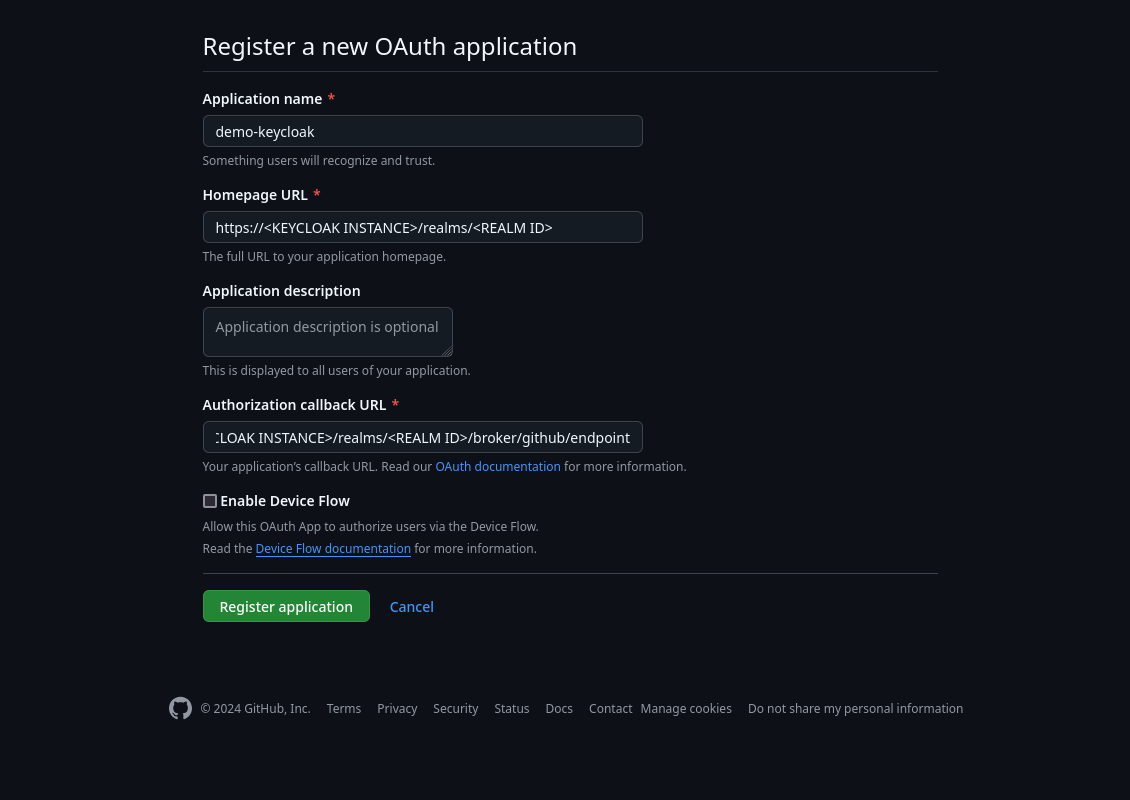 Register a new OAuth application
Application name *
demo-keycloak
Something users will recognize and trust.
Homepage URL *
https://<KEYCLOAK INSTANCE>/realms/<REALM ID>
The full URL to your application homepage.
Application description
Application description is optional
This is displayed to all users of your application.
Authorization callback URL *
CLOAK INSTANCE>/realms/<REALM ID>/broker/github/endpoint
Your application’s callback URL. Read our OAuth documentation for more information.
Enable Device Flow
Allow this OAuth App to authorize users via the Device Flow.
Read the Device Flow documentation for more information.
Register application Cancel
© 2024 GitHub, Inc. Terms Privacy Security Status Docs Contact Manage cookies Do not share my personal information